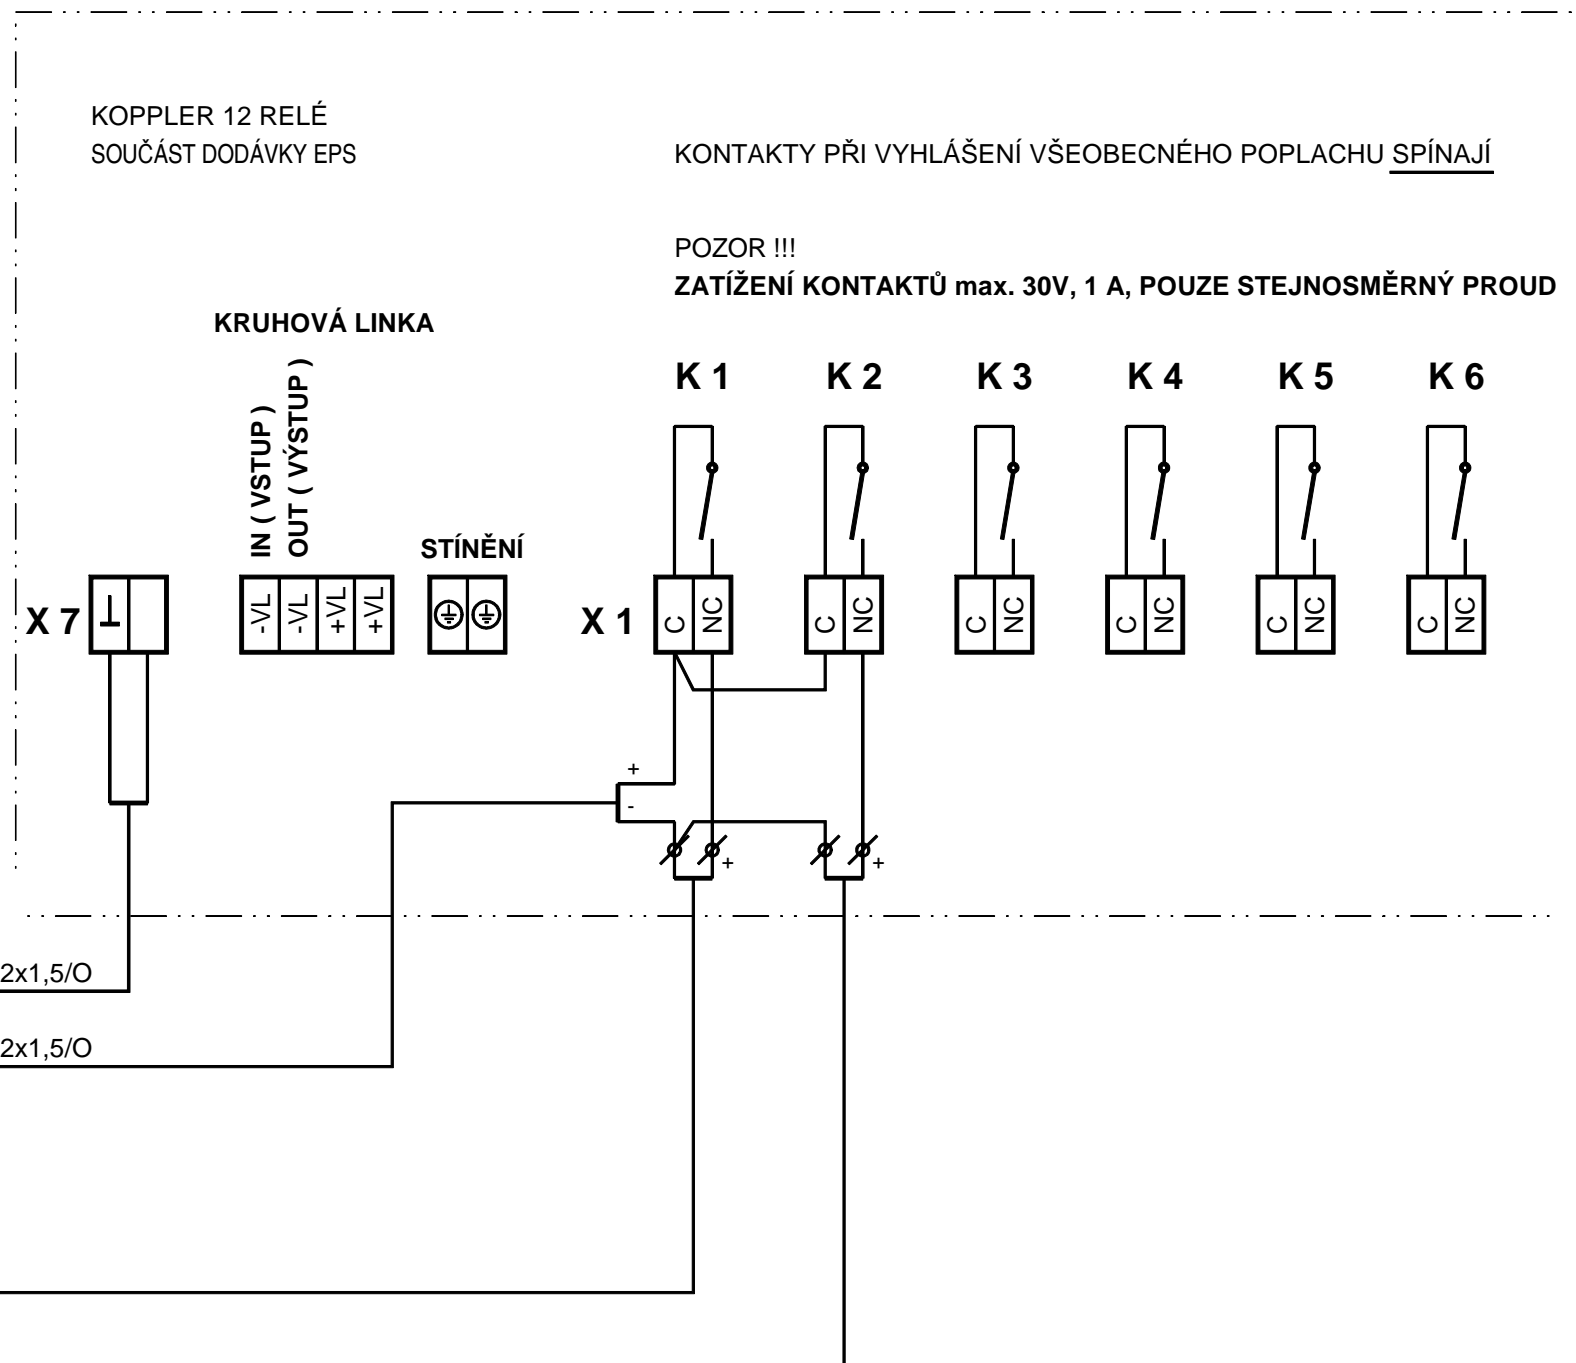 KOPPLER 12 RELÉ
SOUČÁST DODÁVKY EPS
KONTAKTY PŘI VYHLÁŠENÍ VŠEOBECNÉHO POPLACHU SPÍNAJÍ
POZOR !!!
ZATÍŽENÍ KONTAKTŮ max. 30V, 1 A, POUZE STEJNOSMĚRNÝ PROUD
KRUHOVÁ LINKA
IN ( VSTUP )
OUT ( VÝSTUP )
K 1 K 2 K 3 K 4 K 5 K 6
STÍNĚNÍ
X 7
-VL
-VL
+VL
+VL
X 1
C
NC
C
NC
C
NC
C
NC
C
NC
C
NC
+
-
+
+
2x1,5/O
2x1,5/O